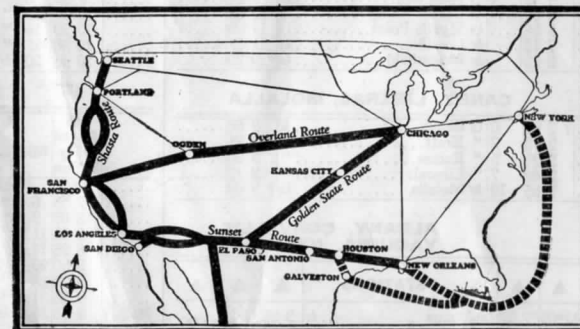 SEATTLE
PORTLAND
Shasta Route
OGDEN
Overland Route
CHICAGO
NEW YORK
KANSAS CITY
Golden State Route
SAN
FRANCISCO
LOS ANGELES
SAN DIEGO
Sunset
Route
EL PASO
SAN ANTONIO
HOUSTON
GALVESTON
NEW ORLEANS